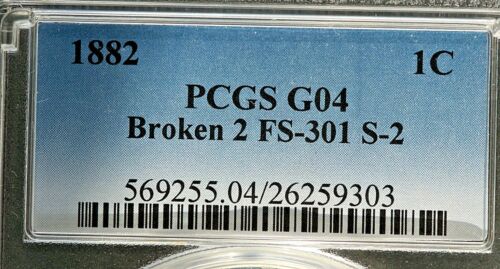 1882 1C
PCGS G04
Broken 2 FS-301 S-2
569255.04/26259303